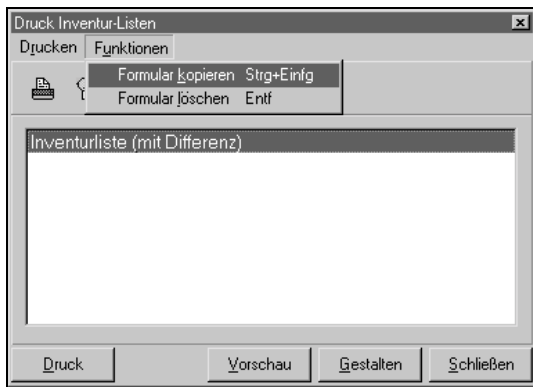 Druck Inventur-Listen
Drucken Funktionen
Formular kopieren Strg+Einfg
Formular löschen Entf
Inventurliste (mit Differenz)
Druck Vorschau Gestalten Schließen